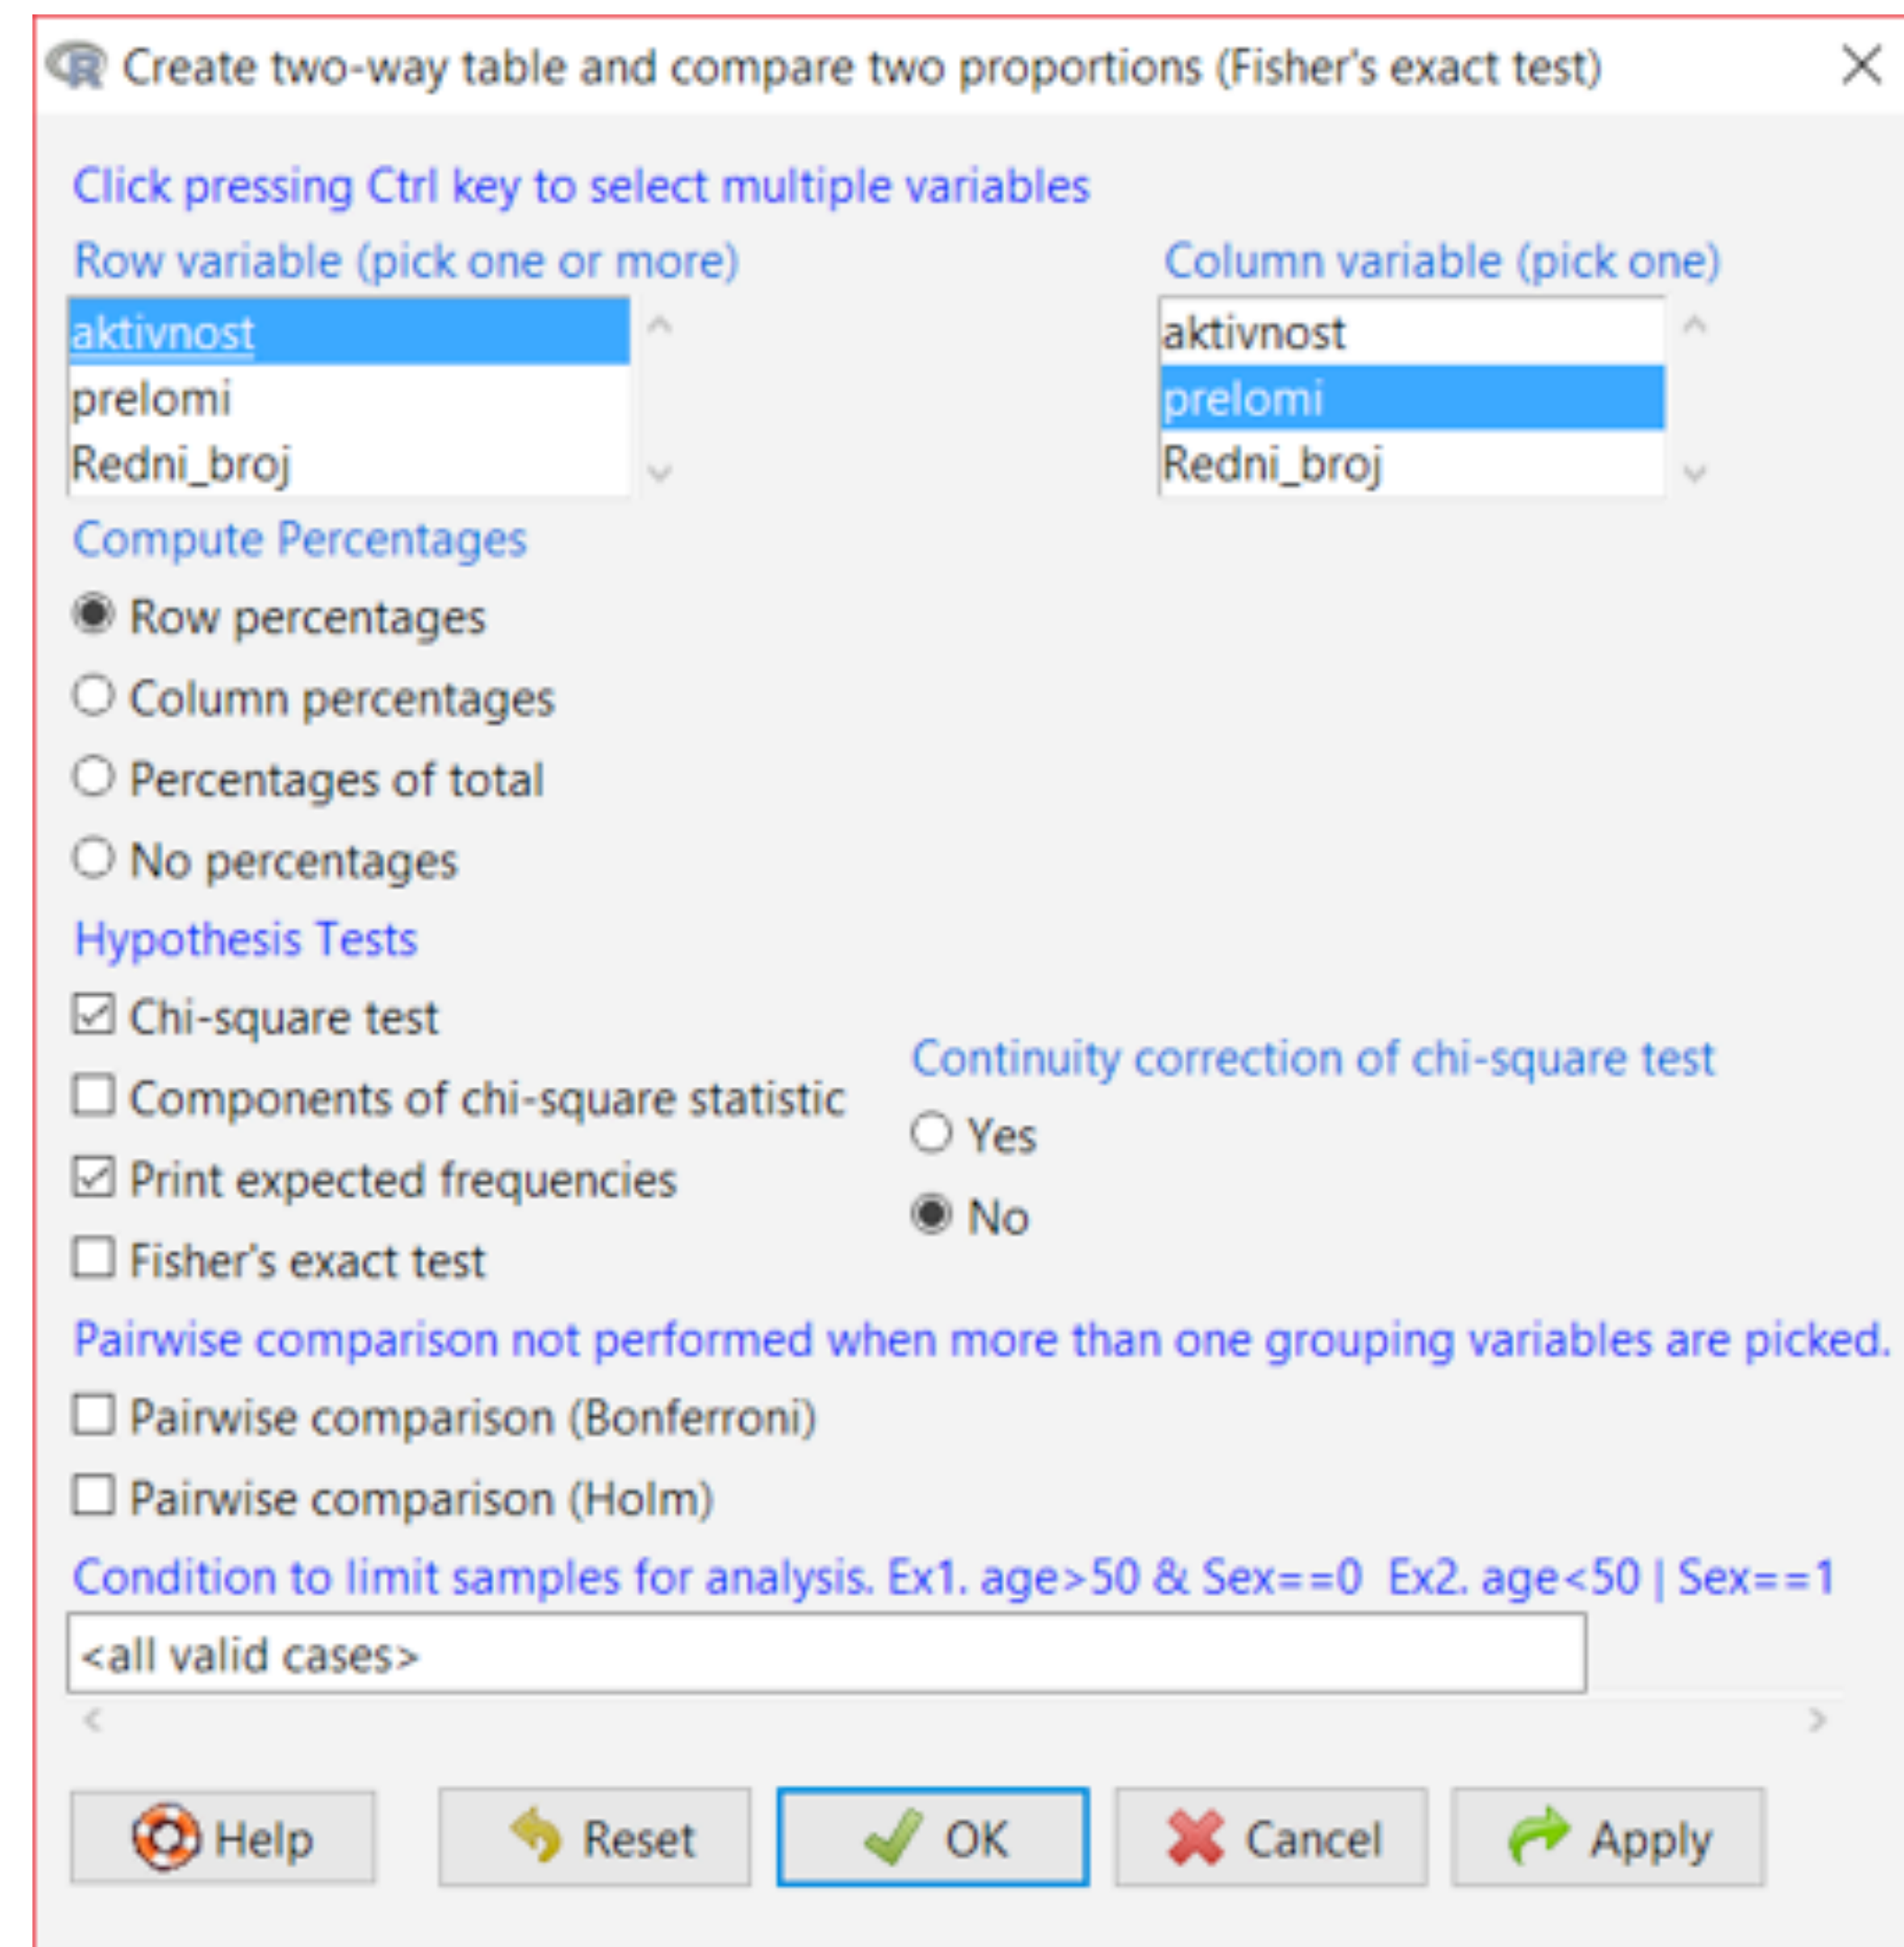 Create two-way table and compare two proportions (Fisher's exact test)
Click pressing Ctrl key to select multiple variables
Row variable (pick one or more)
Column variable (pick one)
aktivnost
prelomi
Redni_broj
aktivnost
prelomi
Redni_broj
Compute Percentages
Row percentages
Column percentages
Percentages of total
No percentages
Hypothesis Tests
Chi-square test
Components of chi-square statistic
Print expected frequencies
Fisher's exact test
Continuity correction of chi-square test
Yes
No
Pairwise comparison not performed when more than one grouping variables are picked.
Pairwise comparison (Bonferroni)
Pairwise comparison (Holm)
Condition to limit samples for analysis. Ex1. age>50 & Sex==0  Ex2. age<50 | Sex==1
<all valid cases>
Help
Reset
OK
Cancel
Apply